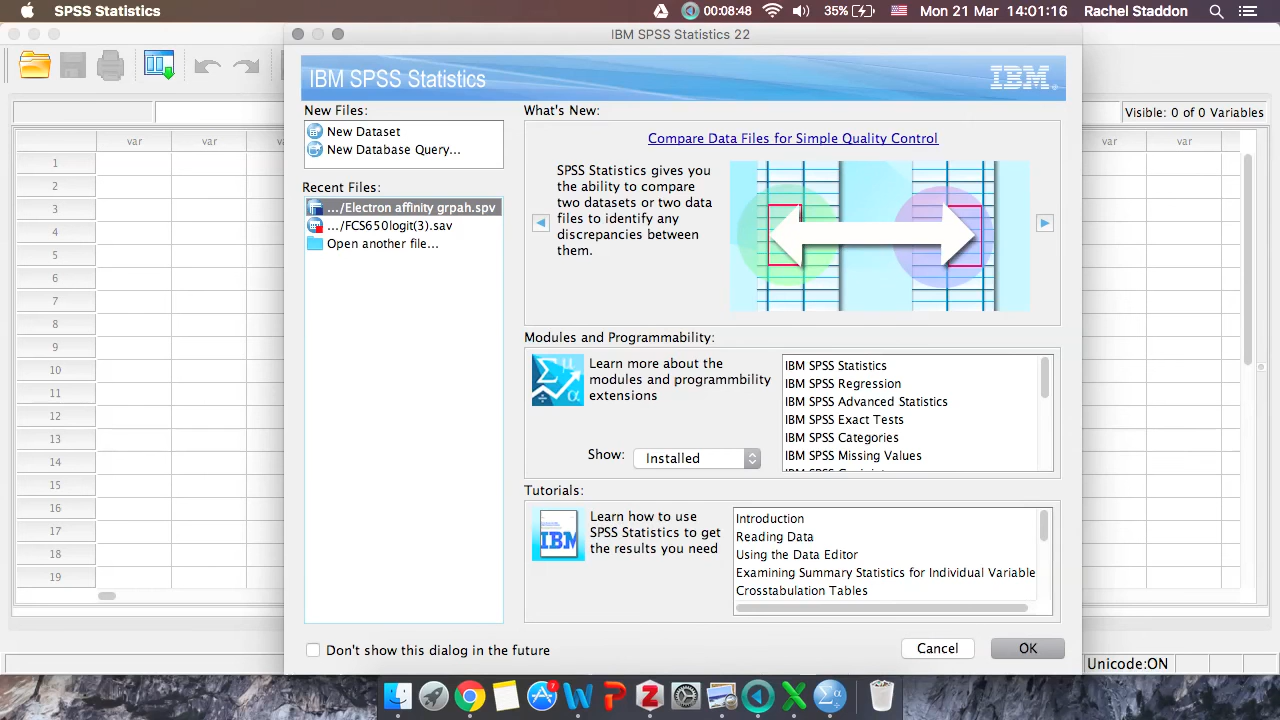 SPSS Statistics
00:08:48
35%
Mon 21 Mar 14:01:16
Rachel Staddon
IBM SPSS Statistics 22
IBM SPSS Statistics
IBM
New Files:
New Dataset
New Database Query...
Recent Files:
.../Electron affinity grpah.spv
.../FCS650logit(3).sav
Open another file...
What's New:
Compare Data Files for Simple Quality Control
SPSS Statistics gives you
the ability to compare
two datasets or two data
files to identify any
discrepancies between
them.
Modules and Programmability:
Learn more about the
modules and programmbility
extensions
Show:
Installed
IBM SPSS Statistics
IBM SPSS Regression
IBM SPSS Advanced Statistics
IBM SPSS Exact Tests
IBM SPSS Categories
IBM SPSS Missing Values
Tutorials:
IBM
Learn how to use
SPSS Statistics to get
the results you need
Introduction
Reading Data
Using the Data Editor
Examining Summary Statistics for Individual Variable
Crosstabulation Tables
Don't show this dialog in the future
Cancel
OK
Visible: 0 of 0 Variables
var
var
va
var
var
1
2
3
4
5
6
7
8
9
10
11
12
13
14
15
16
17
18
19
Unicode:ON